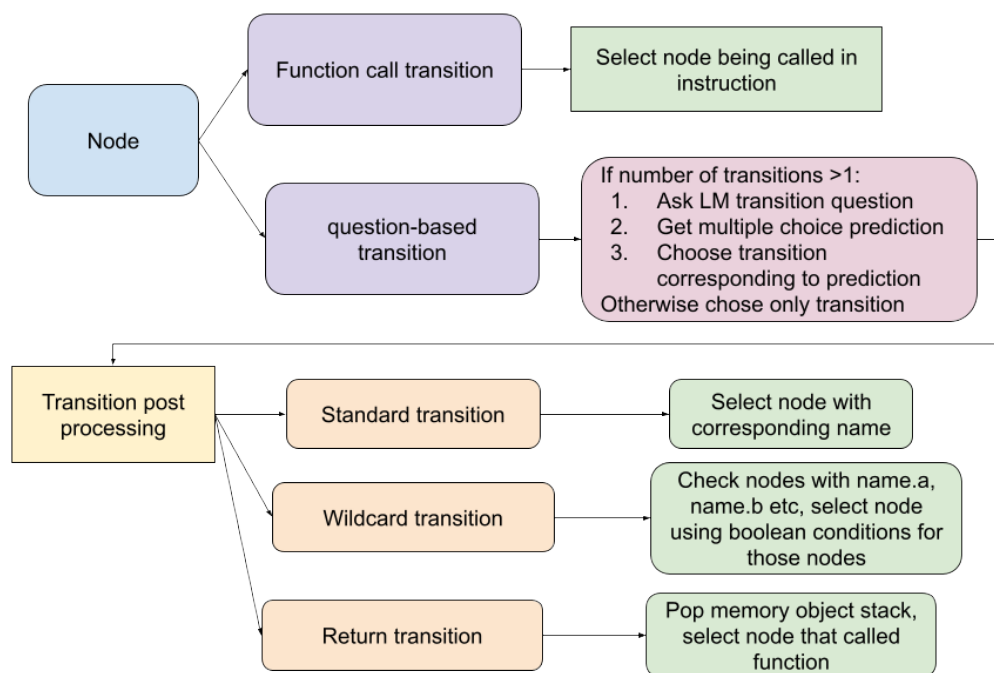 Function call transition
Select node being called in
instruction
Node
question-based
transition
If number of transitions >1:
1. Ask LM transition question
2. Get multiple choice prediction
3. Choose transition
corresponding to prediction
Otherwise chose only transition
Transition post
processing
Standard transition
Select node with
corresponding name
Wildcard transition
Check nodes with name.a,
name.b etc, select node
using boolean conditions for
those nodes
Return transition
Pop memory object stack,
select node that called
function